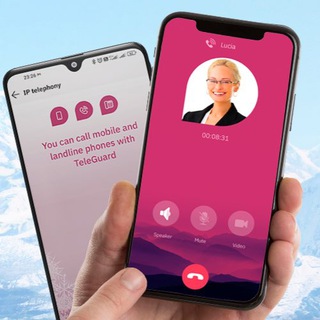 23:26
IP telephony
You can call mobile and
landline phones with
TeleGuard
Lucia
00:08:31
Speaker
Mute
Video